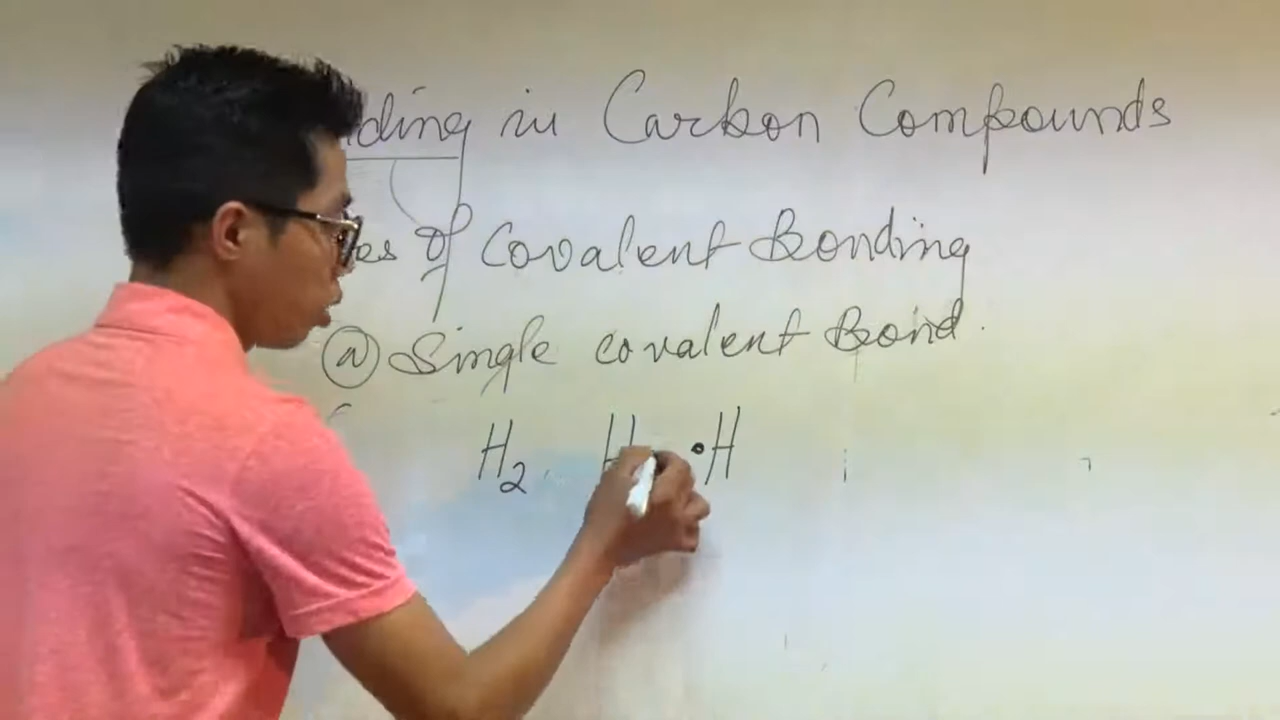 ding in Carbon Compounds
es of Covalent Bonding
(a) Single covalent Bond.
H₂ H •H